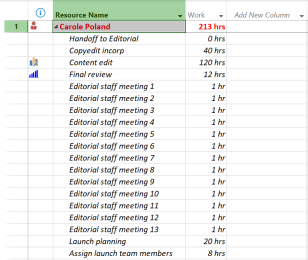 Resource Name Work Add New Column
1 Carole Poland 213 hrs
Handoff to Editorial 0 hrs
Copyedit incorp 40 hrs
Content edit 120 hrs
Final review 12 hrs
Editorial staff meeting 1 1 hr
Editorial staff meeting 2 1 hr
Editorial staff meeting 3 1 hr
Editorial staff meeting 4 1 hr
Editorial staff meeting 5 1 hr
Editorial staff meeting 6 1 hr
Editorial staff meeting 7 1 hr
Editorial staff meeting 8 1 hr
Editorial staff meeting 9 1 hr
Editorial staff meeting 10 1 hr
Editorial staff meeting 11 1 hr
Editorial staff meeting 12 1 hr
Editorial staff meeting 13 1 hr
Launch planning 20 hrs
Assign launch team members 8 hrs